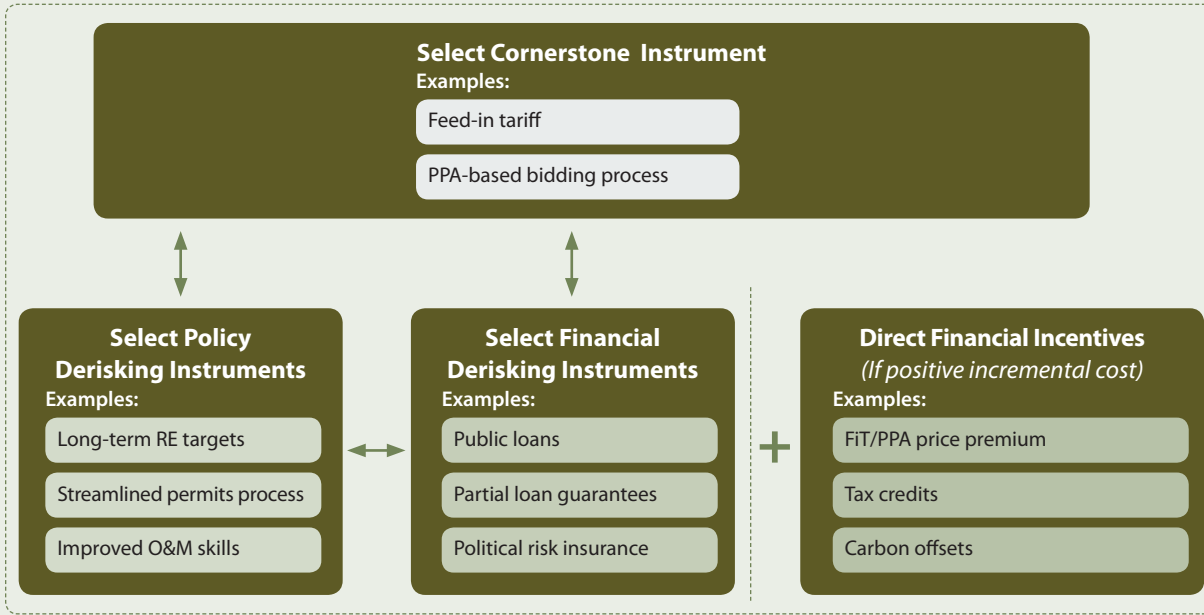 Select Cornerstone Instrument
Examples:
Feed-in tariff
PPA-based bidding process
Select Policy
Derisking Instruments
Examples:
Long-term RE targets
Streamlined permits process
Improved O&M skills
Select Financial
Derisking Instruments
Examples:
Public loans
Partial loan guarantees
Political risk insurance
+
Direct Financial Incentives
(If positive incremental cost)
Examples:
FiT/PPA price premium
Tax credits
Carbon offsets